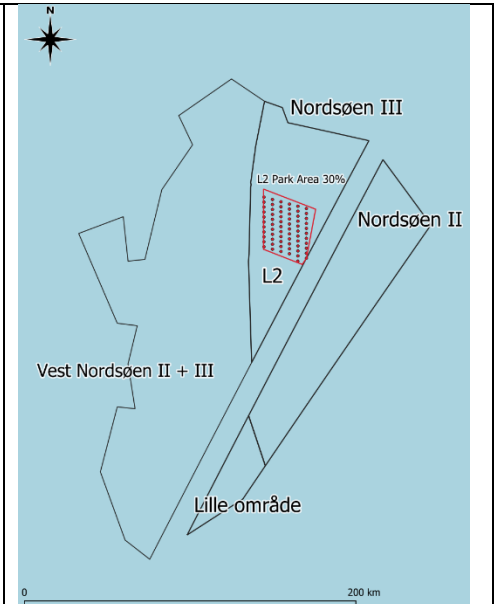 N
Nordsøen III
L2 Park Area 30%
Nordsøen II
L2
Vest Nordsøen II + III
Lille område
0 200 km